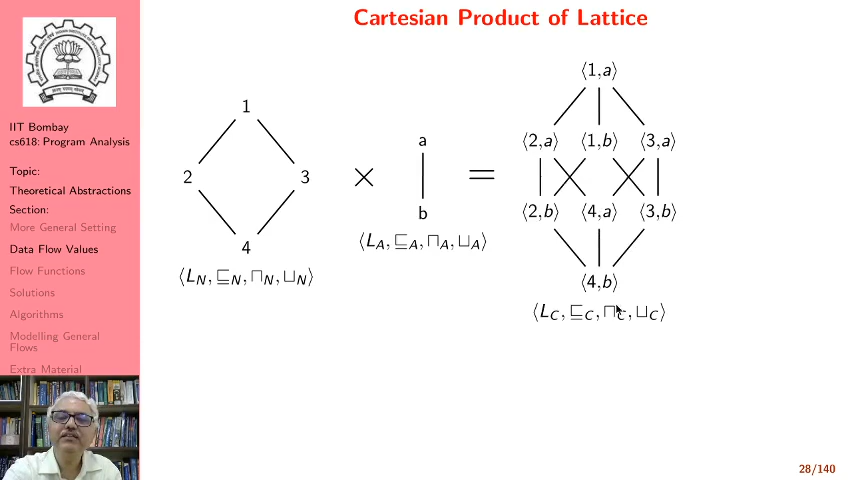 Cartesian Product of Lattice
IIT Bombay
cs618: Program Analysis
Topic:
Theoretical Abstractions
Section:
More General Setting
Data Flow Values
Flow Functions
Solutions
Algorithms
Modelling General
Flows
Extra Material
1
2 3
4
⟨L_N, ⊑_N, ⊓_N, ⊔_N⟩
×
a
b
⟨L_A, ⊑_A, ⊓_A, ⊔_A⟩
=
⟨1,a⟩
⟨2,a⟩ ⟨1,b⟩ ⟨3,a⟩
⟨2,b⟩ ⟨4,a⟩ ⟨3,b⟩
⟨4,b⟩
⟨L_C, ⊑_C, ⊓_C, ⊔_C⟩
28/140